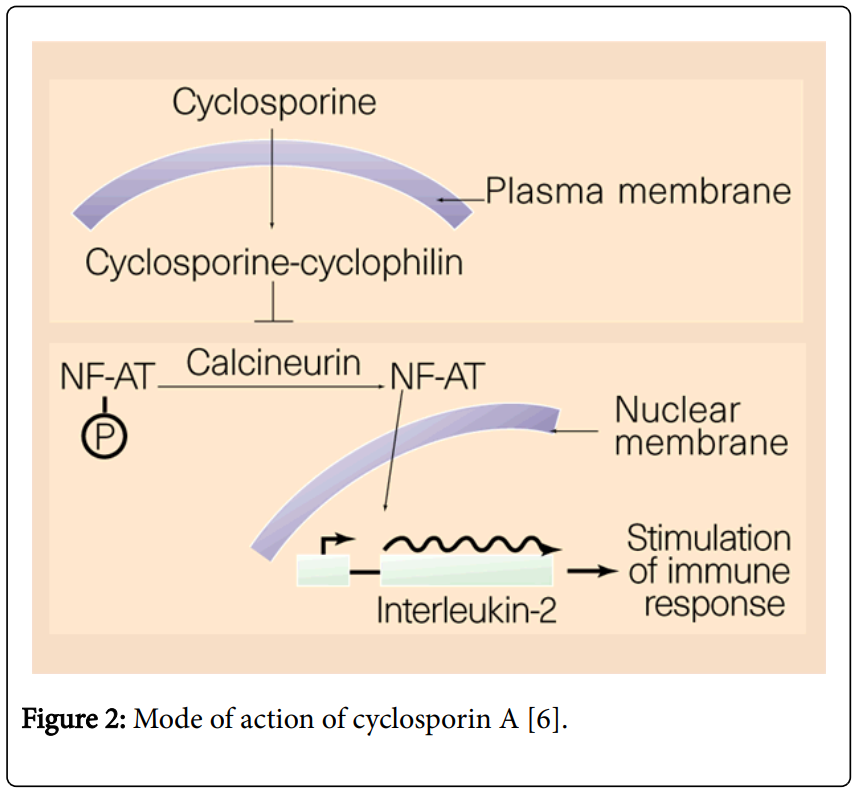 Cyclosporine
Plasma membrane
Cyclosporine-cyclophilin
NF-AT
Calcineurin
NF-AT
P
Nuclear
membrane
Interleukin-2
Stimulation
of immune
response
Figure 2: Mode of action of cyclosporin A [6].